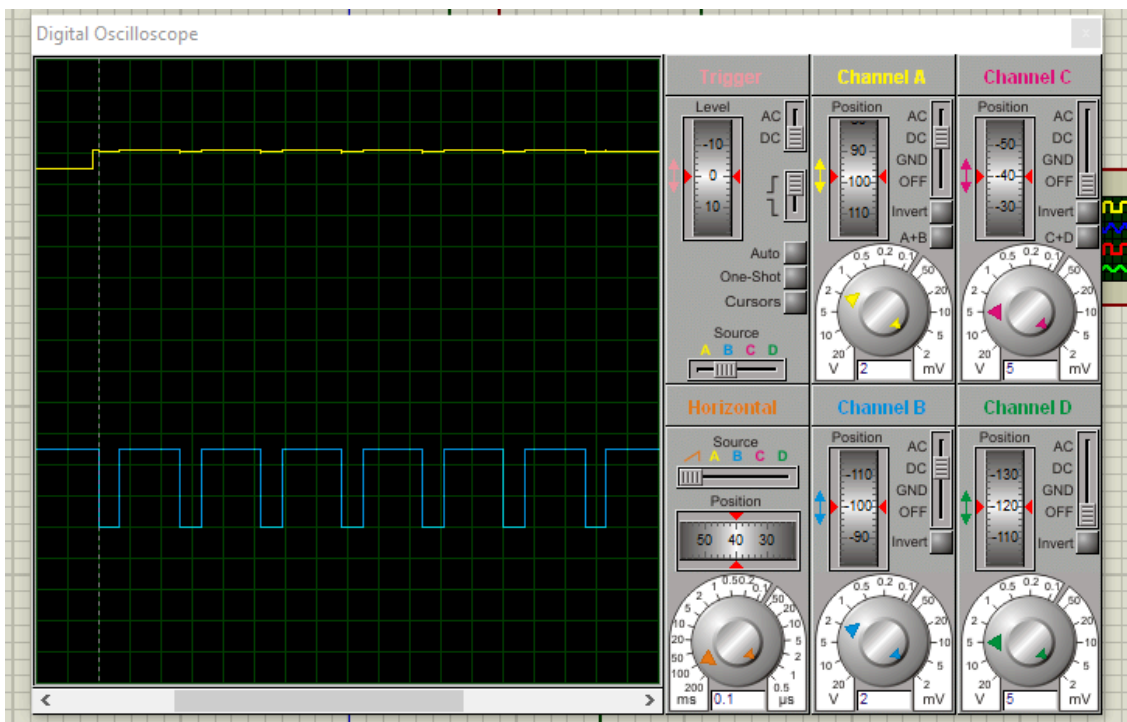 Digital Oscilloscope
x
Trigger
Level
-10
0
10
AC
DC
Auto
One-Shot
Cursors
Source
A B C D
Channel A
Position
90
100
110
AC
DC
GND
OFF
Invert
A+B
20 10 5 2 1 0.5 0.2 0.1 50 20 10 5 2
V
2
mV
Channel C
Position
-50
-40
-30
AC
DC
GND
OFF
Invert
C+D
20 10 5 2 1 0.5 0.2 0.1 50 20 10 5 2
V
5
mV
Horizontal
Source
A B C D
Position
50 40 30
200 100 50 20 10 5 2 1 0.5 0.2 0.1 50 20 10 5 2 1 0.5
ms
0.1
µs
Channel B
Position
-110
-100
-90
AC
DC
GND
OFF
Invert
20 10 5 2 1 0.5 0.2 0.1 50 20 10 5 2
V
2
mV
Channel D
Position
-130
-120
-110
AC
DC
GND
OFF
Invert
20 10 5 2 1 0.5 0.2 0.1 50 20 10 5 2
V
5
mV